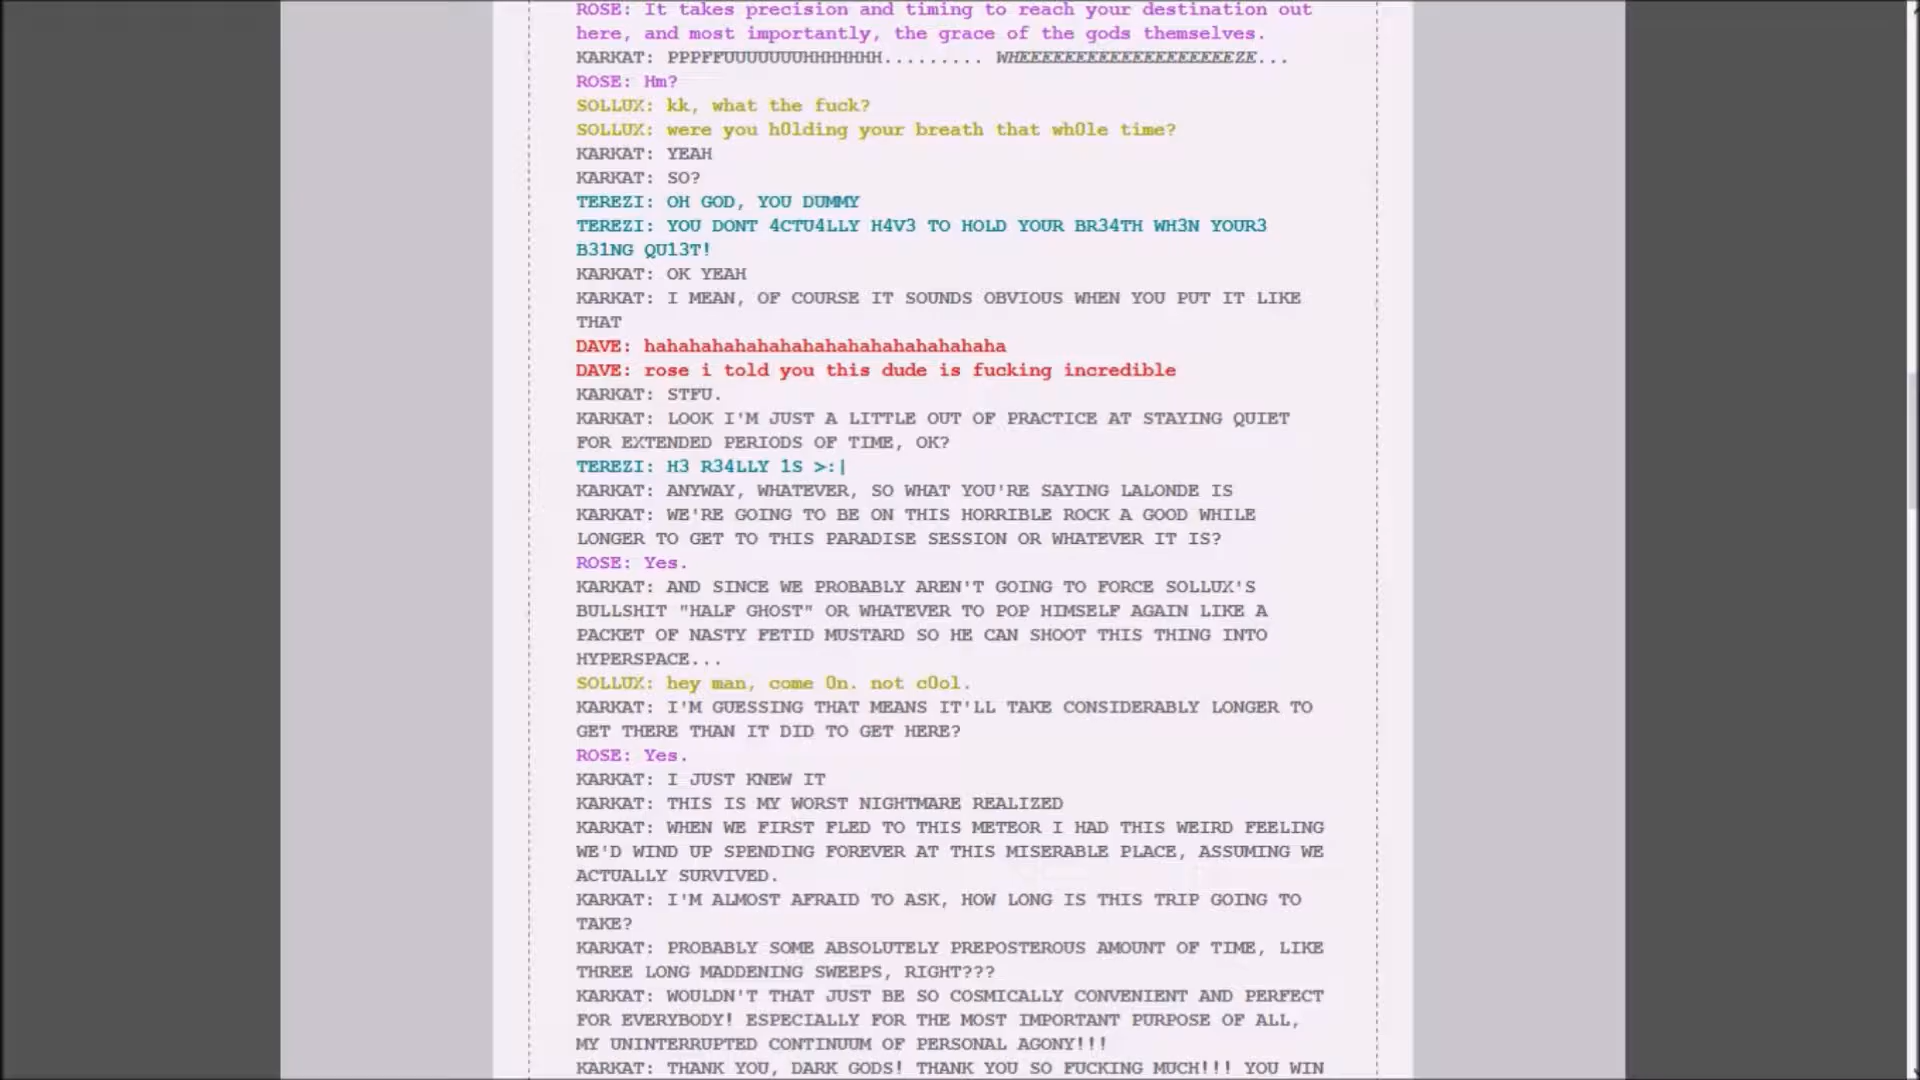 ROSE: It takes precision and timing to reach your destination out
here, and most importantly, the grace of the gods themselves.
KARKAT: PPPFFUUUUUUUHHHHHHH......... WHEEEEEEEEEEEEEEEEEEEZE...
ROSE: Hm?
SOLLUX: kk, what the fuck?
SOLLUX: were you h0lding your breath that wh0le time?
KARKAT: YEAH
KARKAT: SO?
TEREZI: OH GOD, YOU DUMMY
TEREZI: YOU DONT 4CTU4LLY H4V3 TO HOLD YOUR BR34TH WH3N YOUR3
B31NG QU13T!
KARKAT: OK YEAH
KARKAT: I MEAN, OF COURSE IT SOUNDS OBVIOUS WHEN YOU PUT IT LIKE
THAT
DAVE: hahahahahahahahahahahahahahahaha
DAVE: rose i told you this dude is fucking incredible
KARKAT: STFU.
KARKAT: LOOK I'M JUST A LITTLE OUT OF PRACTICE AT STAYING QUIET
FOR EXTENDED PERIODS OF TIME, OK?
TEREZI: H3 R34LLY 1S >:|
KARKAT: ANYWAY, WHATEVER, SO WHAT YOU'RE SAYING LALONDE IS
KARKAT: WE'RE GOING TO BE ON THIS HORRIBLE ROCK A GOOD WHILE
LONGER TO GET TO THIS PARADISE SESSION OR WHATEVER IT IS?
ROSE: Yes.
KARKAT: AND SINCE WE PROBABLY AREN'T GOING TO FORCE SOLLUX'S
BULLSHIT "HALF GHOST" OR WHATEVER TO POP HIMSELF AGAIN LIKE A
PACKET OF NASTY FETID MUSTARD SO HE CAN SHOOT THIS THING INTO
HYPERSPACE...
SOLLUX: hey man, come 0n. not c0ol.
KARKAT: I'M GUESSING THAT MEANS IT'LL TAKE CONSIDERABLY LONGER TO
GET THERE THAN IT DID TO GET HERE?
ROSE: Yes.
KARKAT: I JUST KNEW IT
KARKAT: THIS IS MY WORST NIGHTMARE REALIZED
KARKAT: WHEN WE FIRST FLED TO THIS METEOR I HAD THIS WEIRD FEELING
WE'D WIND UP SPENDING FOREVER AT THIS MISERABLE PLACE, ASSUMING WE
ACTUALLY SURVIVED.
KARKAT: I'M ALMOST AFRAID TO ASK, HOW LONG IS THIS TRIP GOING TO
TAKE?
KARKAT: PROBABLY SOME ABSOLUTELY PREPOSTEROUS AMOUNT OF TIME, LIKE
THREE LONG MADDENING SWEEPS, RIGHT???
KARKAT: WOULDN'T THAT JUST BE SO COSMICALLY CONVENIENT AND PERFECT
FOR EVERYBODY! ESPECIALLY FOR THE MOST IMPORTANT PURPOSE OF ALL,
MY UNINTERRUPTED CONTINUUM OF PERSONAL AGONY!!!
KARKAT: THANK YOU, DARK GODS! THANK YOU SO FUCKING MUCH!!! YOU WIN